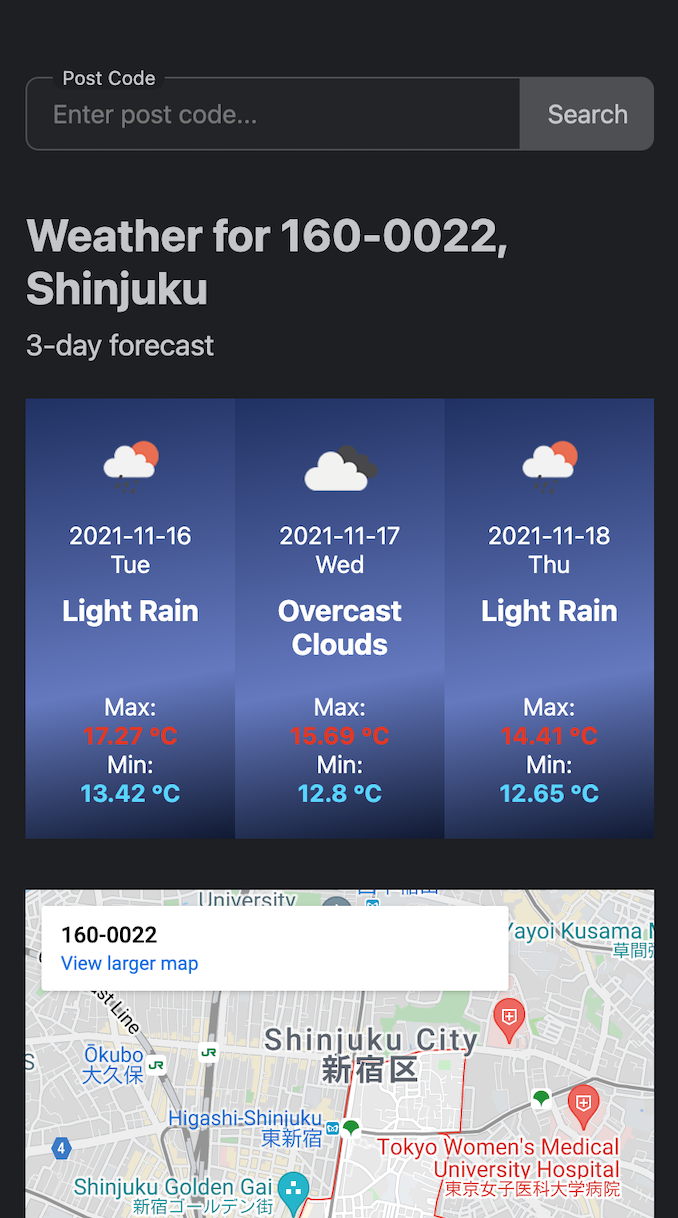 Post Code
Enter post code...
Search
Weather for 160-0022,
Shinjuku
3-day forecast
2021-11-16
Tue
Light Rain
Max:
17.27 °C
Min:
13.42 °C
2021-11-17
Wed
Overcast
Clouds
Max:
15.69 °C
Min:
12.8 °C
2021-11-18
Thu
Light Rain
Max:
14.41 °C
Min:
12.65 °C
University
160-0022
View larger map
Yayoi Kusama
草間
st Line
Shinjuku City
新宿区
JR
Ōkubo
大久保
JR
S
Higashi-Shinjuku
東新宿
4
Tokyo Women's Medical
University Hospital
東京女子医科大学病院
Shinjuku Golden Gai
新宿ゴールデン街